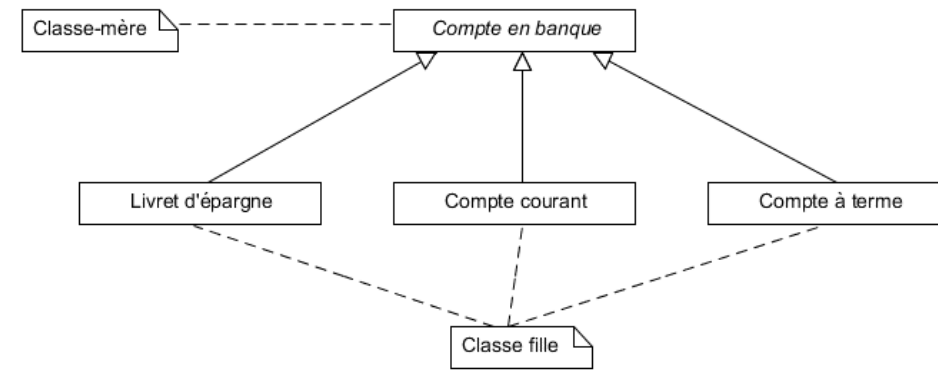 Classe-mère
Compte en banque
Livret d'épargne
Compte courant
Compte à terme
Classe fille